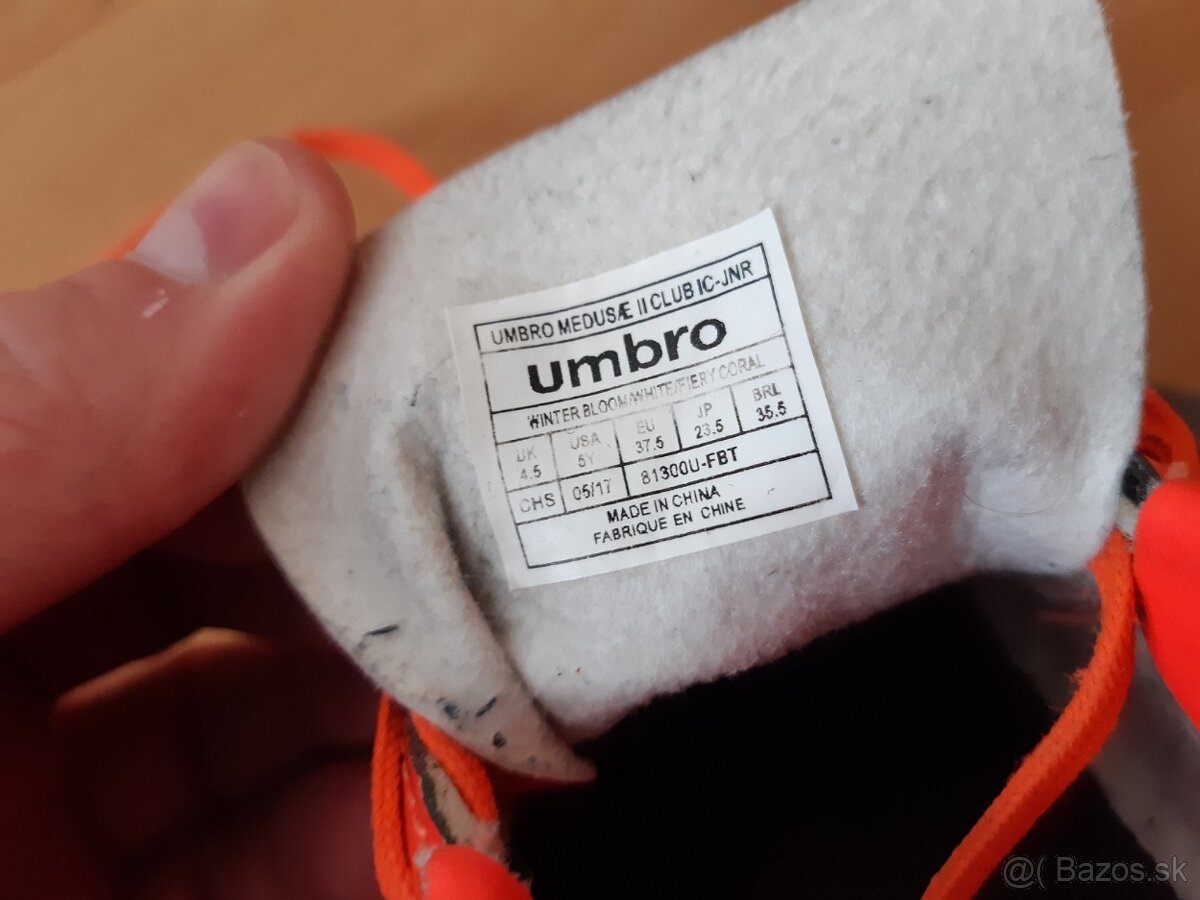 UMBRO MEDUSÆ II CLUB IC-JNR
umbro
WINTER BLOOM/WHITE/FIERY CORAL
UK USA EU JP BRL
4.5 5Y 37.5 23.5 35.5
CHS 05/17 81300U-FBT
MADE IN CHINA
FABRIQUE EN CHINE
@( Bazos.sk